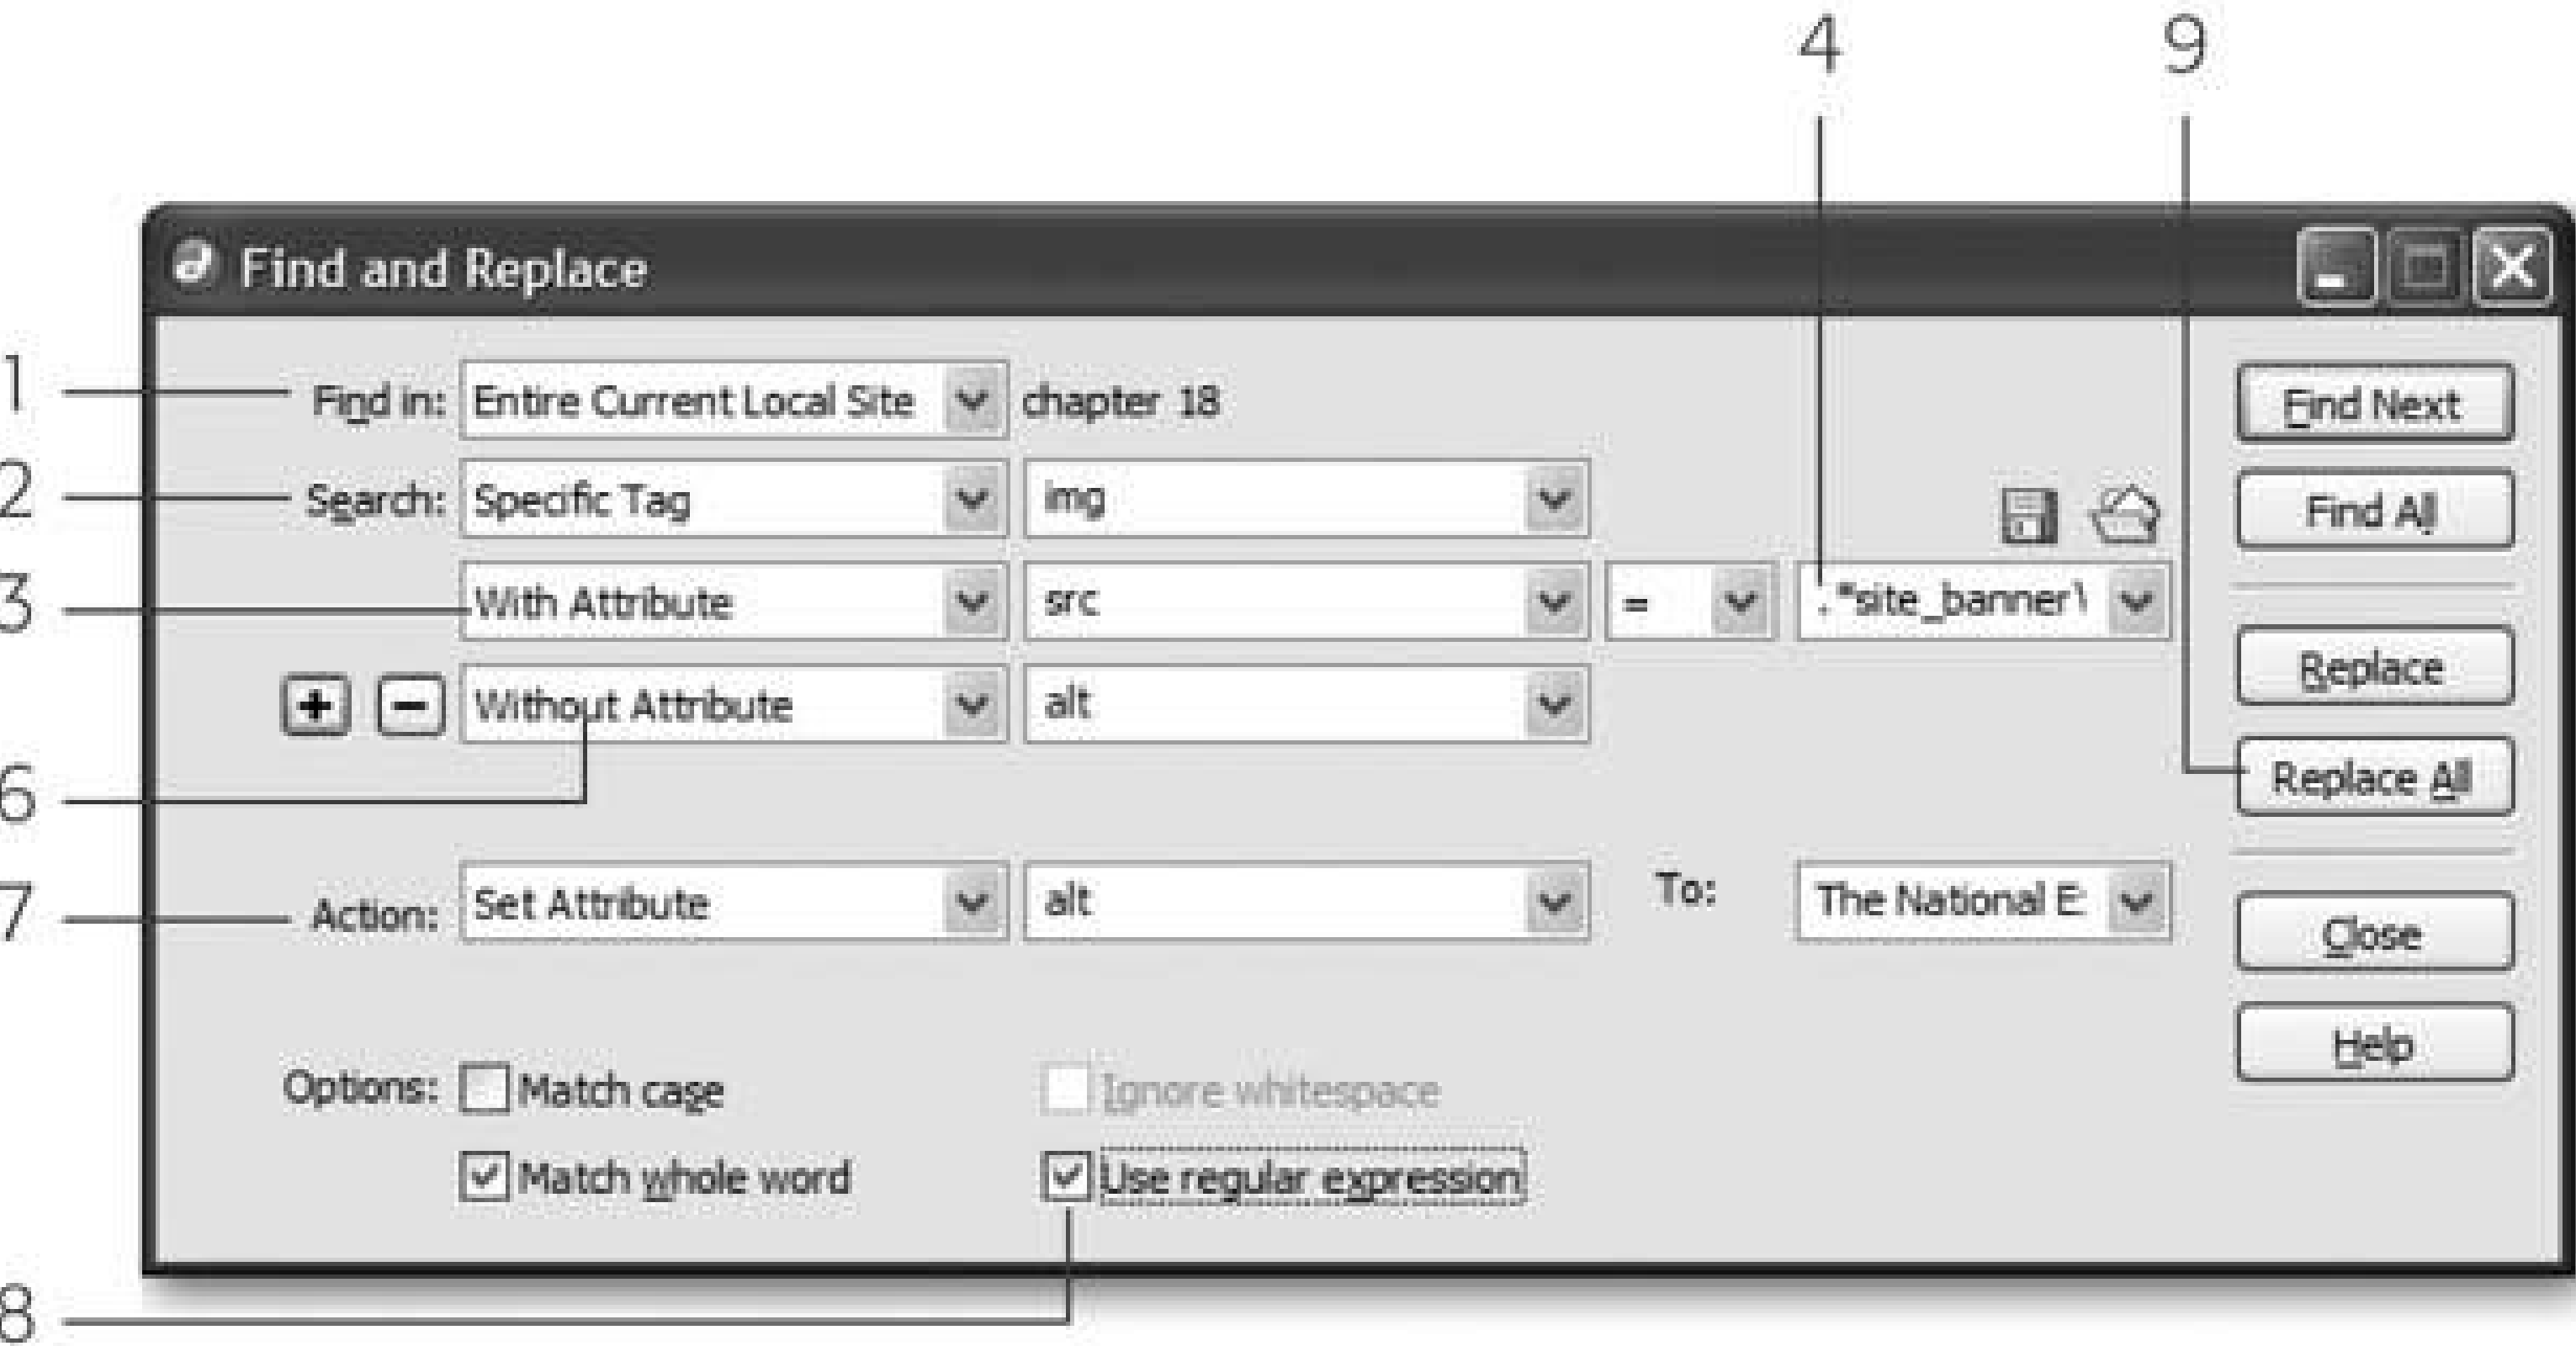 4 9
Find and Replace
1 Find in: Entire Current Local Site chapter 18 Find Next
2 Search: Specific Tag img Find All
3 With Attribute src = .*site_banner\
Without Attribute alt Replace
6 Replace All
7 Action: Set Attribute alt To: The National E: Close
Help
Options: Match case Ignore whitespace
Match whole word Use regular expression
8